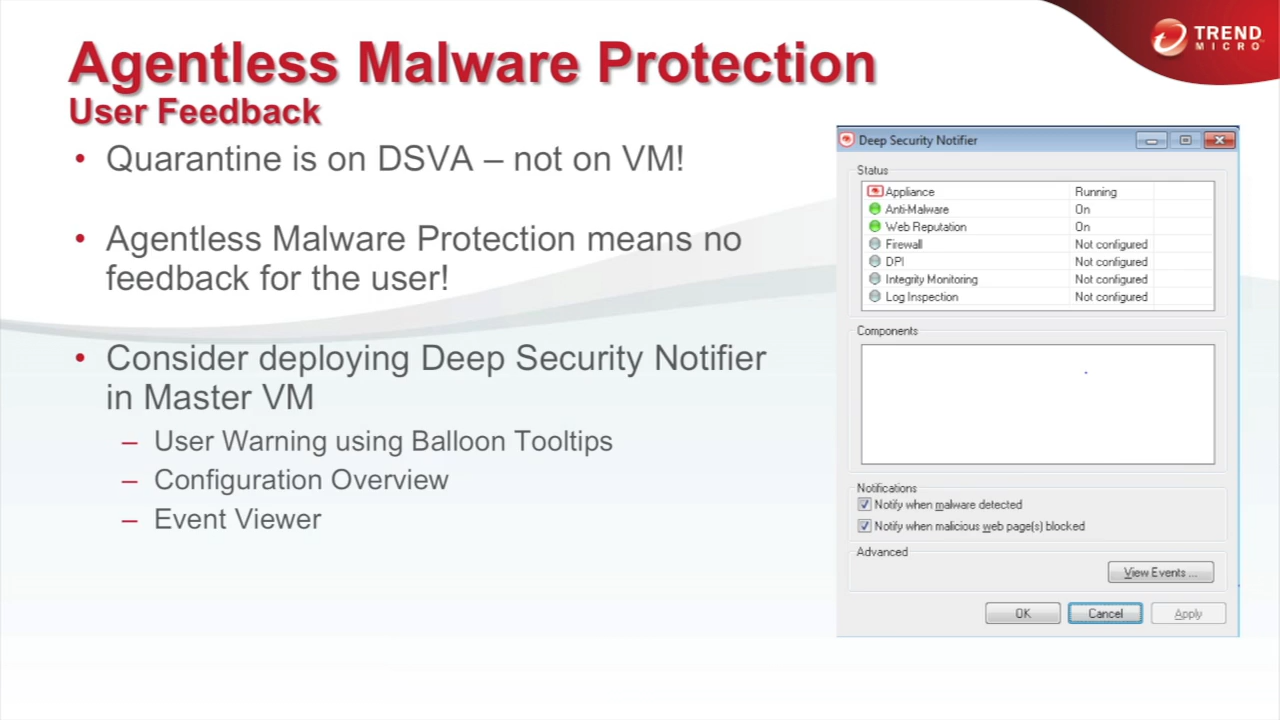 Agentless Malware Protection
User Feedback
TREND
MICRO
• Quarantine is on DSVA – not on VM!
• Agentless Malware Protection means no
feedback for the user!
• Consider deploying Deep Security Notifier
in Master VM
– User Warning using Balloon Tooltips
– Configuration Overview
– Event Viewer
Deep Security Notifier
Status
Appliance Running
Anti-Malware On
Web Reputation On
Firewall Not configured
DPI Not configured
Integrity Monitoring Not configured
Log Inspection Not configured
Components
Notifications
Notify when malware detected
Notify when malicious web page(s) blocked
Advanced
View Events ...
OK Cancel Apply